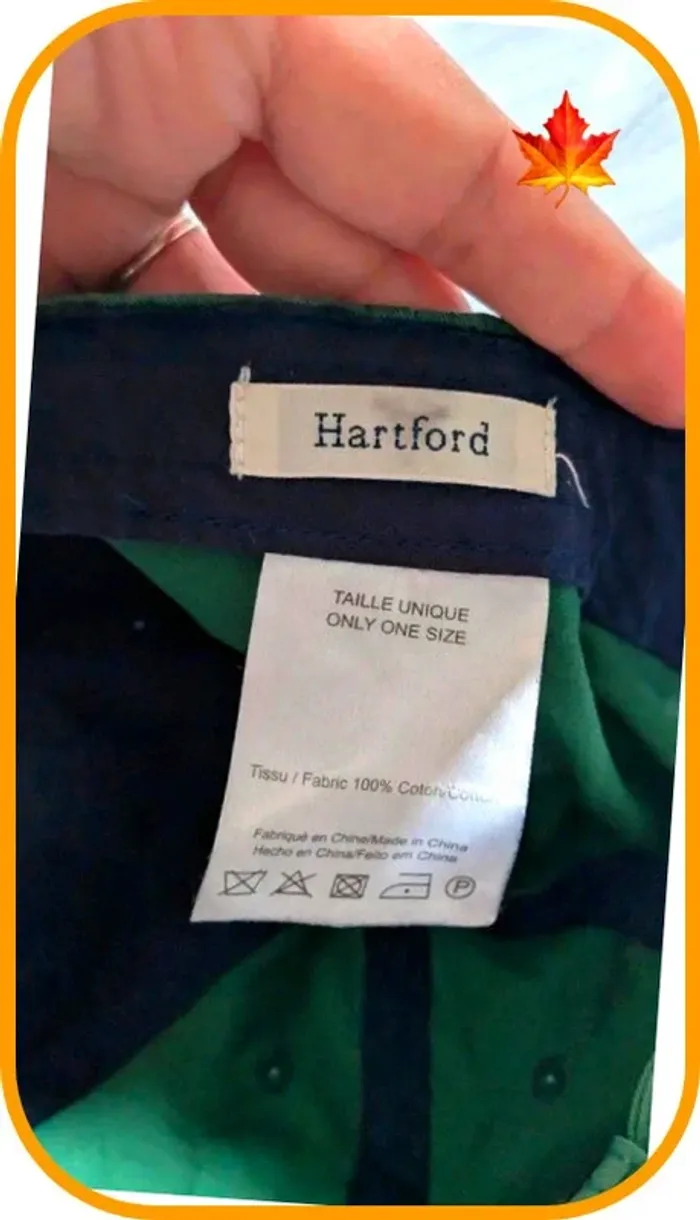 Hartford
TAILLE UNIQUE
ONLY ONE SIZE
Tissu / Fabric 100% Coton/Cotton
Fabriqué en Chine/Made in China
Hecho en China/Feito em China
P